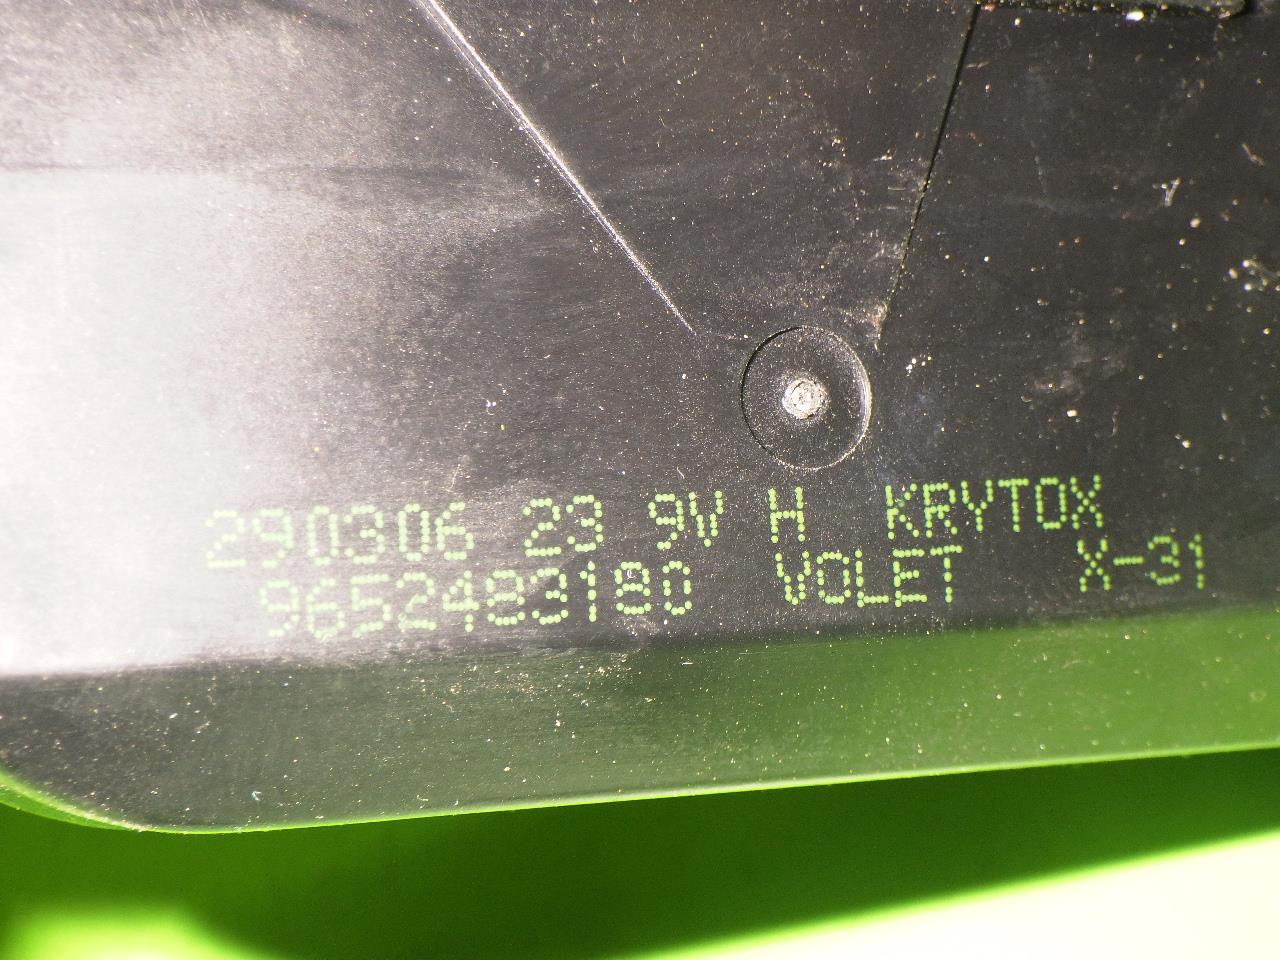 290306 23 9V H KRYTOX
9652483180 VOLET X-31